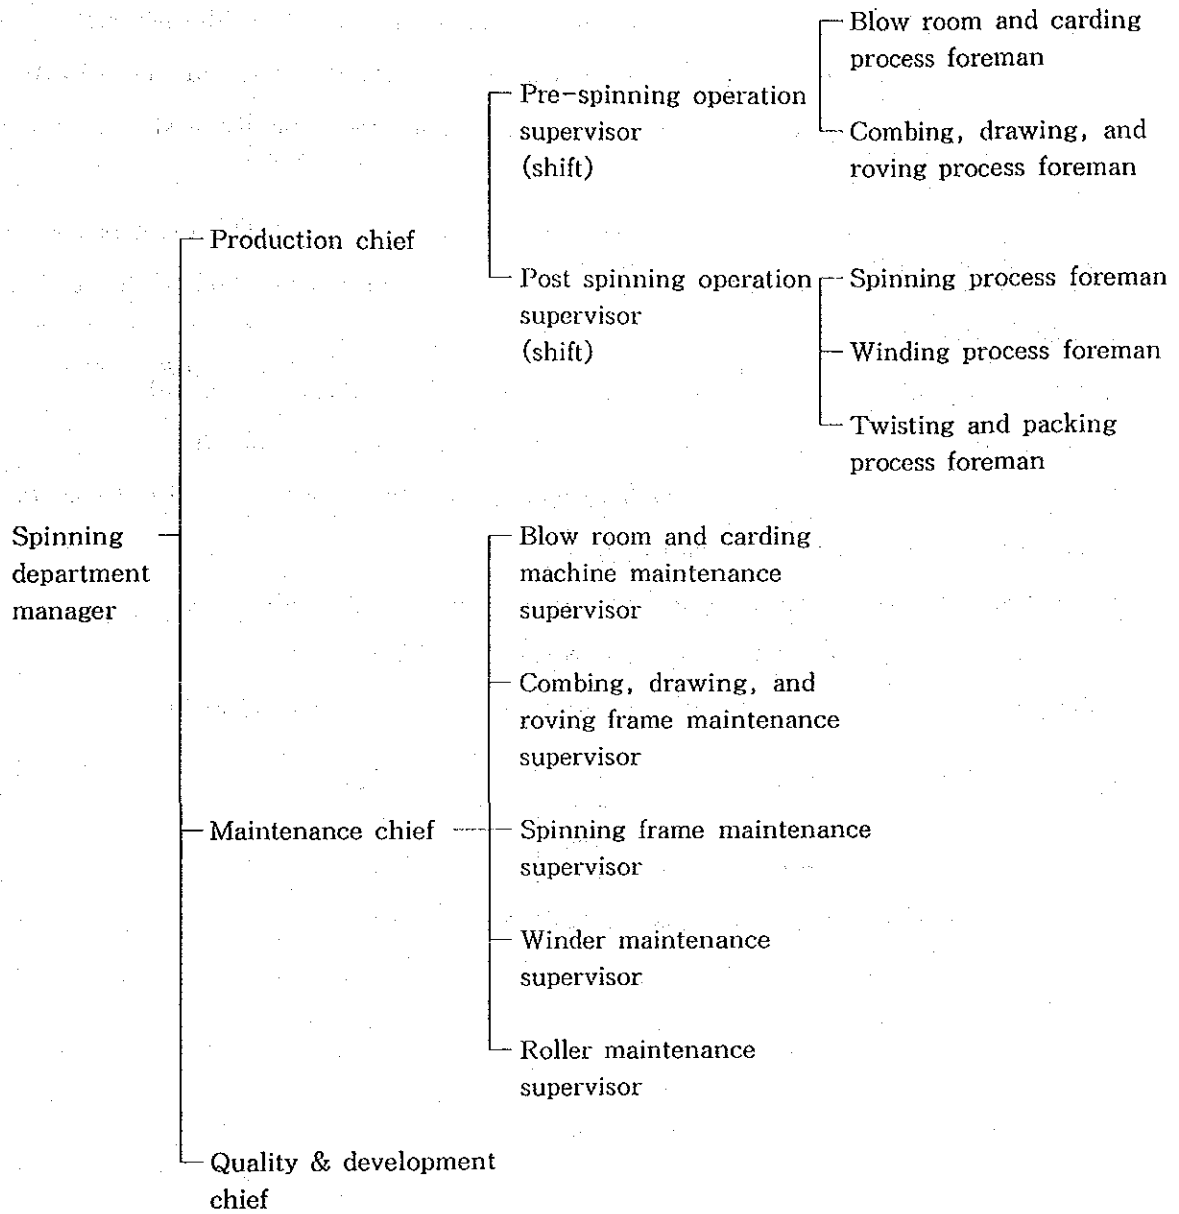 Blow room and carding
process foreman
Pre-spinning operation
supervisor
(shift)
Combing, drawing, and
roving process foreman
Production chief
Post spinning operation
supervisor
(shift)
Spinning process foreman
Winding process foreman
Twisting and packing
process foreman
Spinning
department
manager
Blow room and carding
machine maintenance
supervisor
Combing, drawing, and
roving frame maintenance
supervisor
Maintenance chief
Spinning frame maintenance
supervisor
Winder maintenance
supervisor
Roller maintenance
supervisor
Quality & development
chief